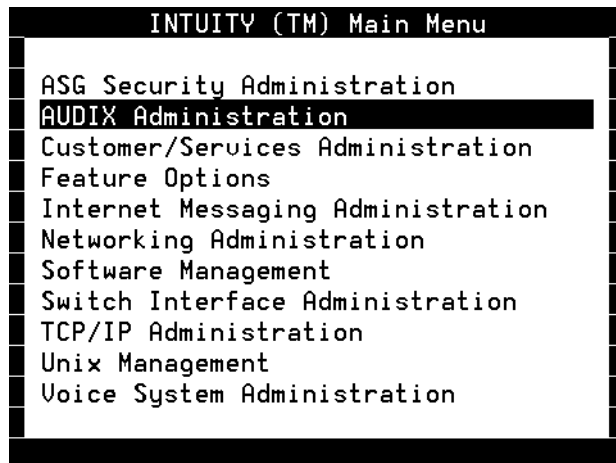 INTUITY (TM) Main Menu
ASG Security Administration
AUDIX Administration
Customer/Services Administration
Feature Options
Internet Messaging Administration
Networking Administration
Software Management
Switch Interface Administration
TCP/IP Administration
Unix Management
Voice System Administration